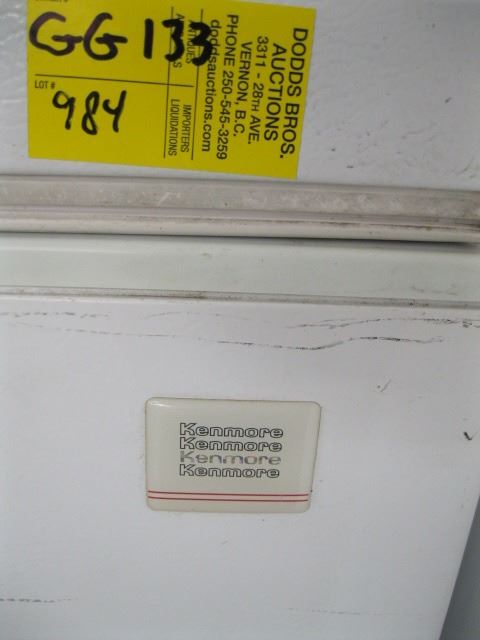 GG 133
LOT #
984
ANTIQUES
IMPORTERS
LIQUIDATIONS
DODDS BROS.
AUCTIONS
3311 - 28TH AVE.
VERNON, B.C.
PHONE 250-545-3259
doddsauctions.com
Kenmore
Kenmore
Kenmore
Kenmore